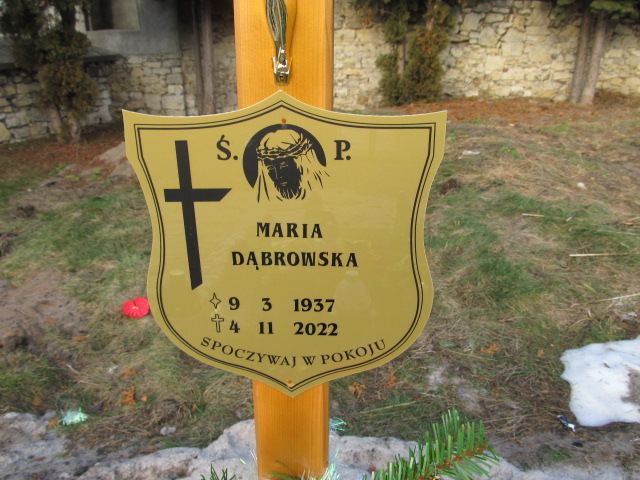 Ś. P.
MARIA
DĄBROWSKA
9 3 1937
4 11 2022
SPOCZYWAJ W POKOJU